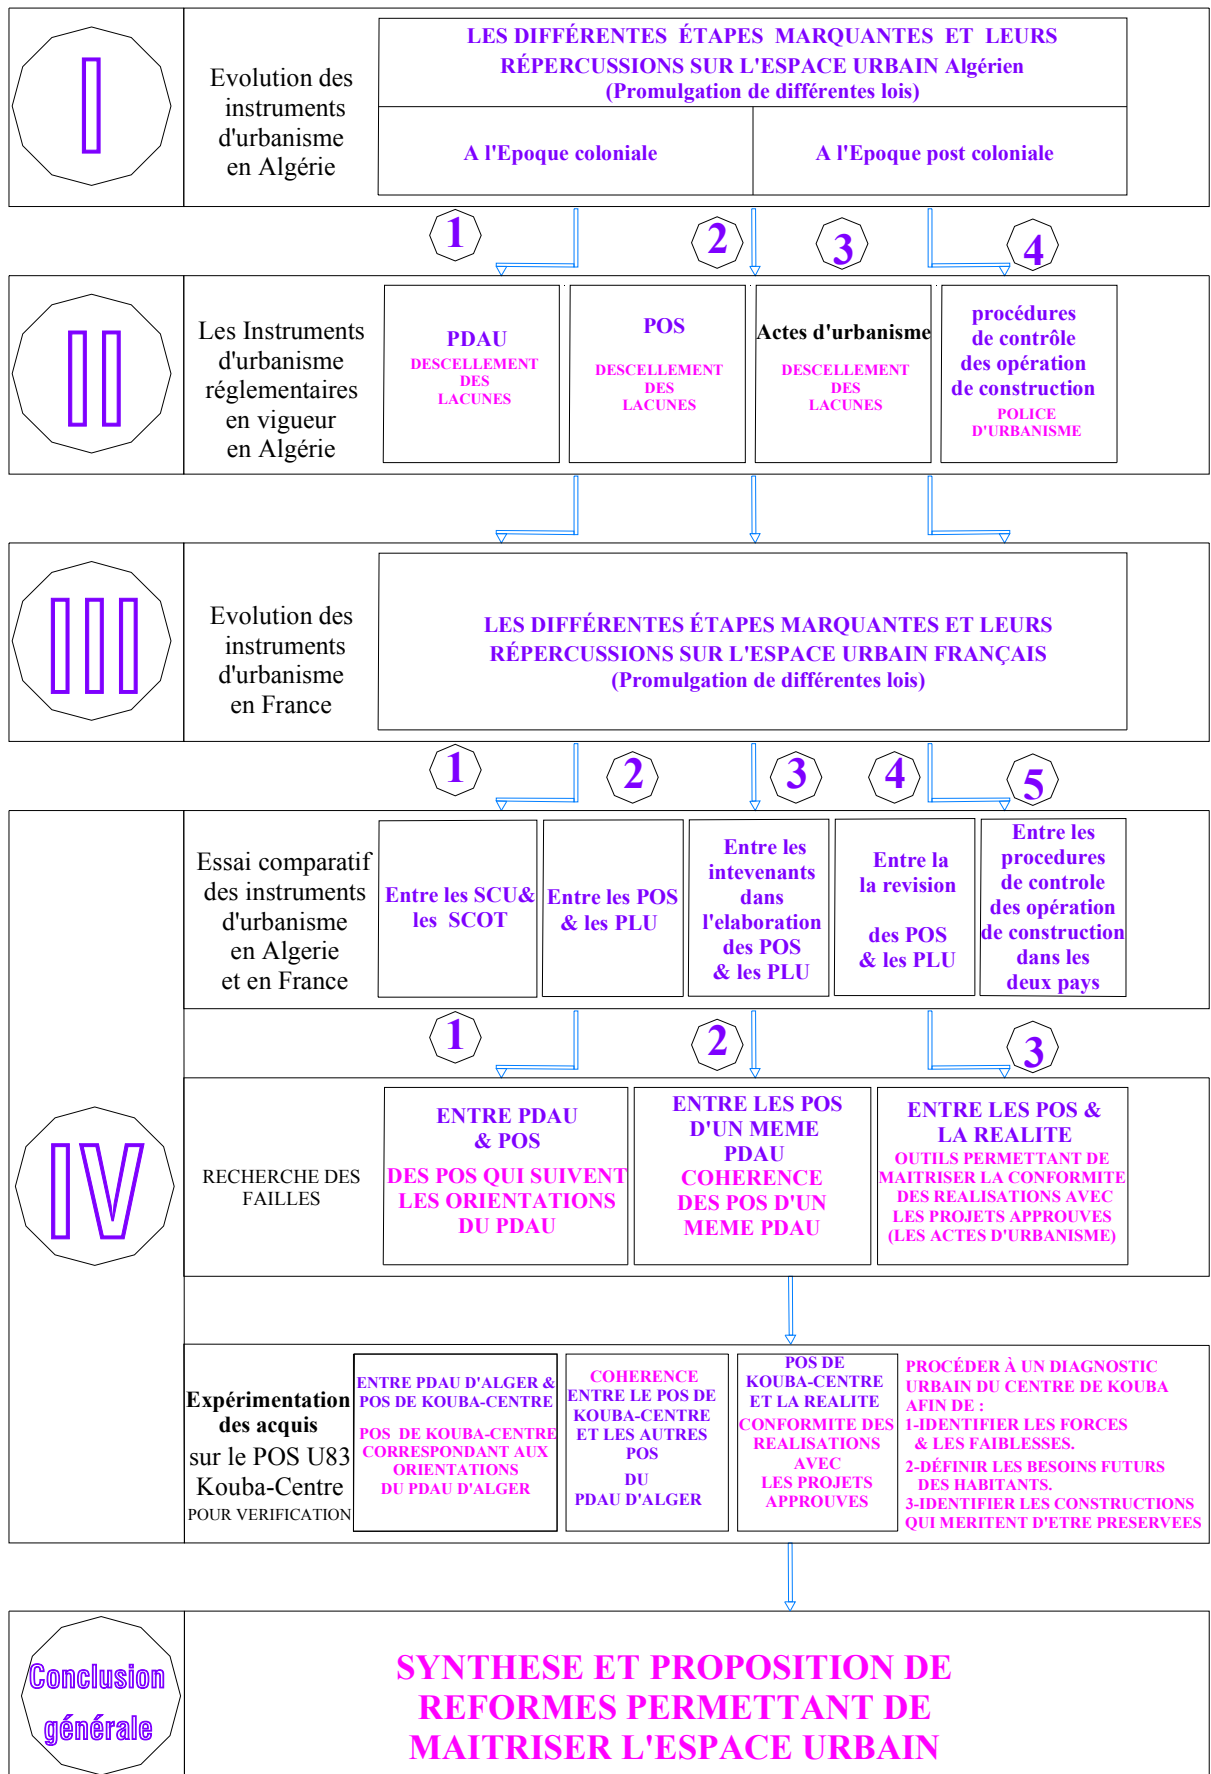 I
Evolution des
instruments
d'urbanisme
en Algérie
LES DIFFÉRENTES ÉTAPES MARQUANTES ET LEURS
RÉPERCUSSIONS SUR L'ESPACE URBAIN Algérien
(Promulgation de différentes lois)
A l'Epoque coloniale
A l'Epoque post coloniale
1
2
3
4
II
Les Instruments
d'urbanisme
réglementaires
en vigueur
en Algérie
PDAU
DESCELLEMENT
DES
LACUNES
POS
DESCELLEMENT
DES
LACUNES
Actes d'urbanisme
DESCELLEMENT
DES
LACUNES
procédures
de contrôle
des opération
de construction
POLICE
D'URBANISME
III
Evolution des
instruments
d'urbanisme
en France
LES DIFFÉRENTES ÉTAPES MARQUANTES ET LEURS
RÉPERCUSSIONS SUR L'ESPACE URBAIN FRANÇAIS
(Promulgation de différentes lois)
1
2
3
4
5
Essai comparatif
des instruments
d'urbanisme
en Algerie
et en France
Entre les SCU&
les SCOT
Entre les POS
& les PLU
Entre les
intevenants
dans
l'elaboration
des POS
& les PLU
Entre la
la revision
des POS
& les PLU
Entre les
procedures
de controle
des opération
de construction
dans les
deux pays
1
2
3
IV
RECHERCHE DES
FAILLES
ENTRE PDAU
& POS
DES POS QUI SUIVENT
LES ORIENTATIONS
DU PDAU
ENTRE LES POS
D'UN MEME
PDAU
COHERENCE
DES POS D'UN
MEME PDAU
ENTRE LES POS &
LA REALITE
OUTILS PERMETTANT DE
MAITRISER LA CONFORMITE
DES REALISATIONS AVEC
LES PROJETS APPROUVES
(LES ACTES D'URBANISME)
Expérimentation
des acquis
sur le POS U83
Kouba-Centre
POUR VERIFICATION
ENTRE PDAU D'ALGER &
POS DE KOUBA-CENTRE
POS DE KOUBA-CENTRE
CORRESPONDANT AUX
ORIENTATIONS
DU PDAU D'ALGER
COHERENCE
ENTRE LE POS DE
KOUBA-CENTRE
ET LES AUTRES
POS
DU
PDAU D'ALGER
POS DE
KOUBA-CENTRE
ET LA REALITE
CONFORMITE DES
REALISATIONS
AVEC
LES PROJETS
APPROUVES
PROCÉDER À UN DIAGNOSTIC
URBAIN DU CENTRE DE KOUBA
AFIN DE :
1-IDENTIFIER LES FORCES
& LES FAIBLESSES.
2-DÉFINIR LES BESOINS FUTURS
DES HABITANTS.
3-IDENTIFIER LES CONSTRUCTIONS
QUI MERITENT D'ETRE PRESERVEES
Conclusion
générale
SYNTHESE ET PROPOSITION DE
REFORMES PERMETTANT DE
MAITRISER L'ESPACE URBAIN